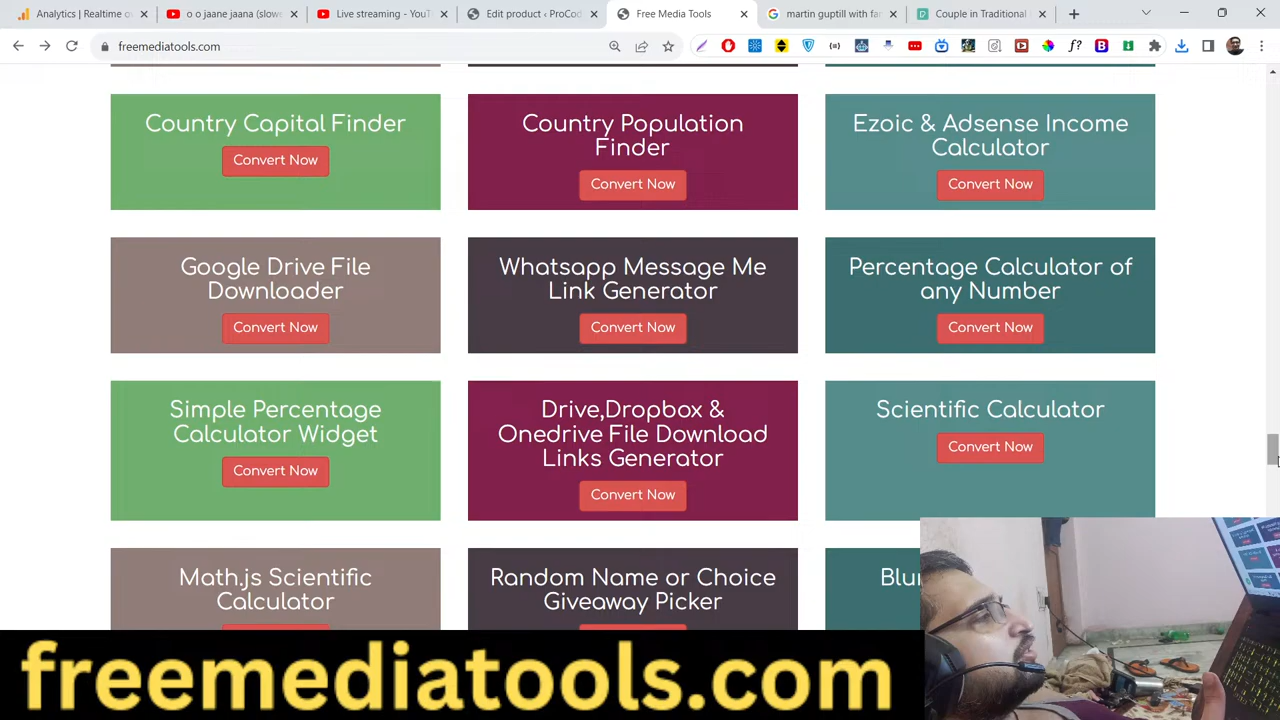 Analytics | Realtime ov
o o jaane jaana (slowe
Live streaming - YouTu
Edit product ‹ ProCod
Free Media Tools
martin guptill with fan
Couple in Traditional
freemediatools.com
Country Capital Finder
Convert Now
Country Population
Finder
Convert Now
Ezoic & Adsense Income
Calculator
Convert Now
Google Drive File
Downloader
Convert Now
Whatsapp Message Me
Link Generator
Convert Now
Percentage Calculator of
any Number
Convert Now
Simple Percentage
Calculator Widget
Convert Now
Drive,Dropbox &
Onedrive File Download
Links Generator
Convert Now
Scientific Calculator
Convert Now
Math.js Scientific
Calculator
Random Name or Choice
Giveaway Picker
freemediatools.com